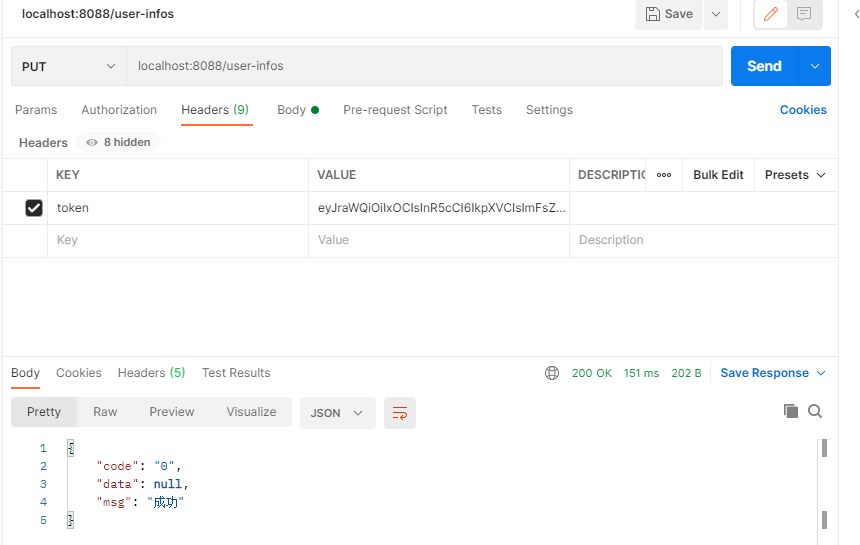 localhost:8088/user-infos
Save
PUT
localhost:8088/user-infos
Send
Params Authorization Headers (9) Body Pre-request Script Tests Settings Cookies
Headers 8 hidden
KEY VALUE DESCRIPTIO ooo Bulk Edit Presets
token eyJraWQiOiIxOCIsInR5cCI6IkpXVCIsImFsZ...
Key Value Description
Body Cookies Headers (5) Test Results 200 OK 151 ms 202 B Save Response
Pretty Raw Preview Visualize JSON
1 {
2 "code": "0",
3 "data": null,
4 "msg": "成功"
5 }